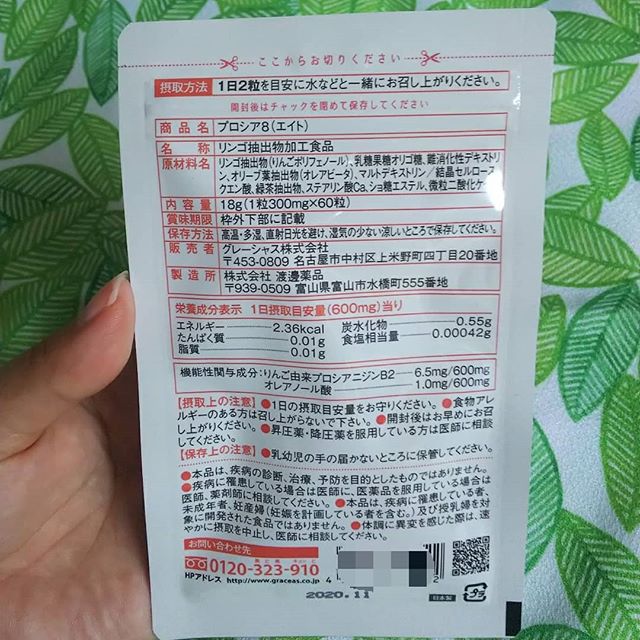 ここからお切りください
摂取方法 1日2粒を目安に水などと一緒にお召し上がりください。
開封後はチャックを閉めて保存してください
商品名 プロシア8(エイト)
名称 リンゴ抽出物加工食品
原材料名 リンゴ抽出物(りんごポリフェノール)、乳糖果糖オリゴ糖、難消化性デキストリ
ン、オリーブ葉抽出物(オレアビータ)、マルトデキストリン/結晶セルロース、
クエン酸、緑茶抽出物、ステアリン酸Ca、ショ糖エステル、微粒二酸化ケ
内容量 18g(1粒300mg×60粒)
賞味期限 枠外下部に記載
保存方法 高温・多湿、直射日光を避け、湿気の少ない涼しいところで保存してください。
販売者 グレーシャス株式会社
〒453-0809 名古屋市中村区上米野町四丁目20番地
製造所 株式会社 渡邊薬品
〒939-0509 富山県富山市水橋町555番地
栄養成分表示 1日摂取目安量(600mg)当り
エネルギー 2.36kcal 炭水化物 0.55g
たんぱく質 0.01g 食塩相当量 0.00042g
脂質 0.01g
機能性関与成分:りんご由来プロシアニジンB2 6.5mg/600mg
オレアノール酸 1.0mg/600mg
【摂取上の注意】●1日の摂取目安量をお守りください。●食物アレ
ルギーのある方は召し上がらないで下さい。●開封後はお早めにお召
し上がりください。●昇圧薬・降圧薬を服用している方は医師に相談
してください。
【保存上の注意】●乳幼児の手の届かないところに保管してください。
●本品は、疾病の診断、治療、予防を目的としたものではありません。
●疾病に罹患している場合は医師に、医薬品を服用している場合は
医師、薬剤師に相談してください。●本品は、疾病に罹患している者、
未成年者、妊産婦(妊娠を計画している者を含む。)及び授乳婦を対
象に開発された食品ではありません。●体調に異変を感じた際は、速
やかに摂取を中止し、医師に相談してください。
お問い合わせ先
0120-323-910
HPアドレス http://www.graceas.co.jp
4 2
2020.11
日本製
プラ